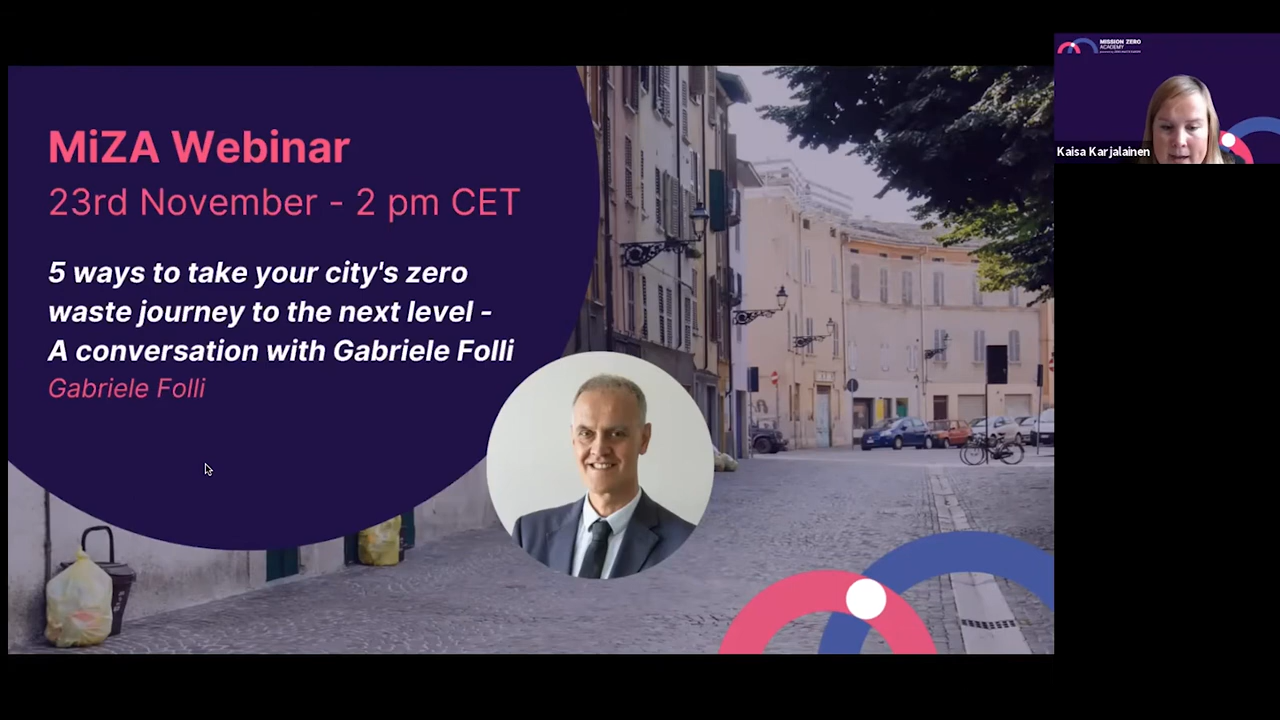 MiZA Webinar
23rd November - 2 pm CET
5 ways to take your city's zero
waste journey to the next level -
A conversation with Gabriele Folli
Gabriele Folli
MISSION ZERO
ACADEMY
Kaisa Karjalainen